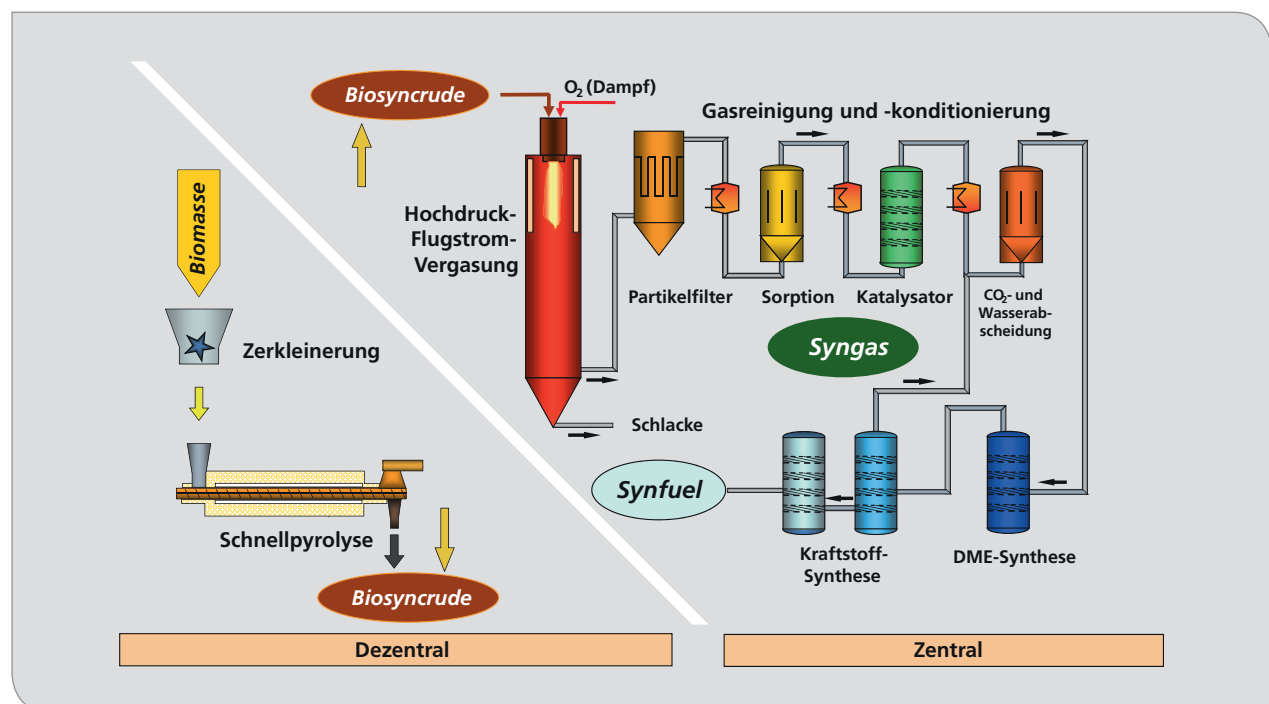 Biomasse
Zerkleinerung
Schnellpyrolyse
Biosyncrude
Dezentral
Biosyncrude
O₂ (Dampf)
Hochdruck-
Flugstrom-
Vergasung
Schlacke
Gasreinigung und -konditionierung
Partikelfilter
Sorption
Katalysator
CO₂- und
Wasserab-
scheidung
Syngas
Synfuel
Kraftstoff-
Synthese
DME-Synthese
Zentral